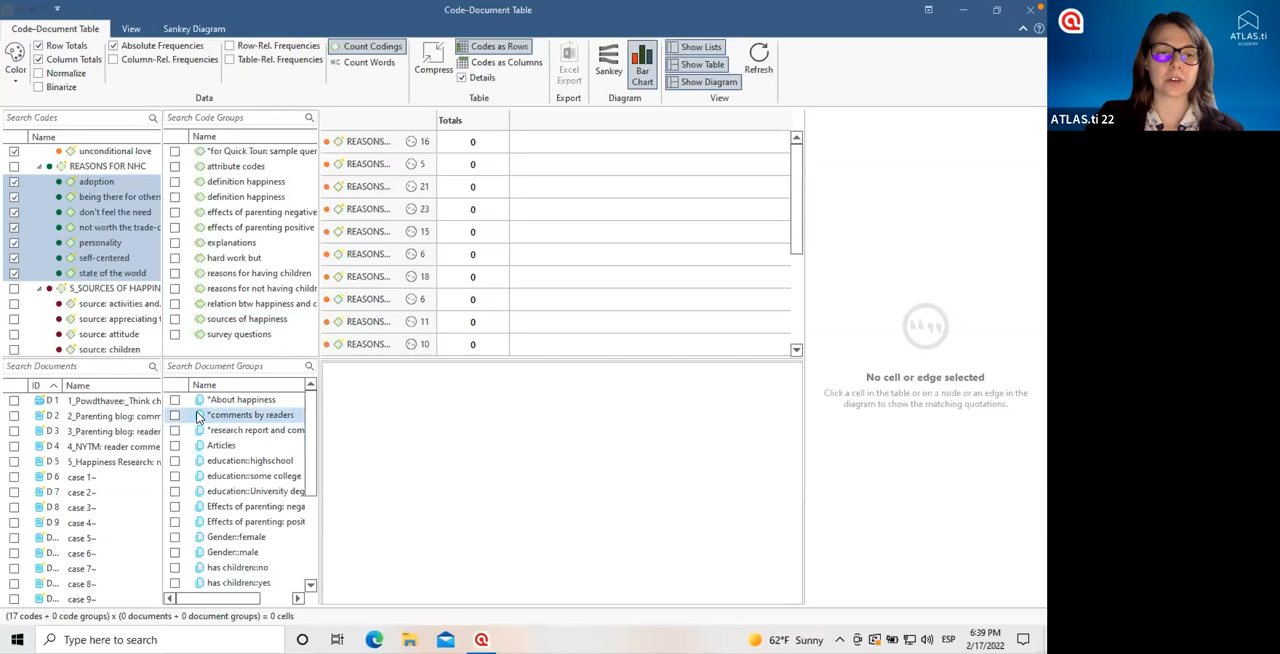 Code‒Document Table
Code‒Document Table View Sankey Diagram
Color
Row Totals
Column Totals
Normalize
Binarize
Absolute Frequencies
Column-Rel. Frequencies
Row-Rel. Frequencies
Table-Rel. Frequencies
Data
Count Codings
WC Count Words
Compress
Codes as Rows
Codes as Columns
Details
Table
Excel
Export
Export
Sankey
Bar
Chart
Diagram
Show Lists
Show Table
Show Diagram
View
Refresh
ATLAS.ti
ACADEMY
ATLAS.ti 22
Search Codes
Name
unconditional love
REASONS FOR NHC
adoption
being there for others
don't feel the need
not worth the trade-c
personality
self-centered
state of the world
5_SOURCES OF HAPPIN
source: activities and.
source: appreciating
source: attitude
source: children
Search Code Groups
Name
*for Quick Tour: sample quer
attribute codes
definition happiness
definition happiness
effects of parenting negative
effects of parenting positive
explanations
hard work but
reasons for having children
reasons for not having childre
relation btw happiness and c
sources of happiness
survey questions
Totals
REASONS... 16 0
REASONS... 5 0
REASONS... 21 0
REASONS... 23 0
REASONS... 15 0
REASONS... 6 0
REASONS... 18 0
REASONS... 6 0
REASONS... 11 0
REASONS... 10 0
No cell or edge selected
Click a cell in the table or on a node or an edge in the
diagram to show the matching quotations.
Search Documents
ID Name
D 1 1_Powdthavee:_Think ch
D 2 2_Parenting blog: comm
D 3 3_Parenting blog: reader
D 4 4_NYTM: reader comme
D 5 5_Happiness Research: n
D 6 case 1~
D 7 case 2~
D 8 case 3~
D 9 case 4~
D... case 5~
D... case 6~
D... case 7~
D... case 8~
D... case 9~
Search Document Groups
Name
*About happiness
*comments by readers
*research report and com
Articles
education::highschool
education::some college
education::University deg
Effects of parenting: nega
Effects of parenting: posit
Gender::female
Gender::male
has children::no
has children::yes
(17 codes + 0 code groups) x (0 documents + 0 document groups) = 0 cells
Type here to search
62°F Sunny
ESP
6:39 PM
2/17/2022